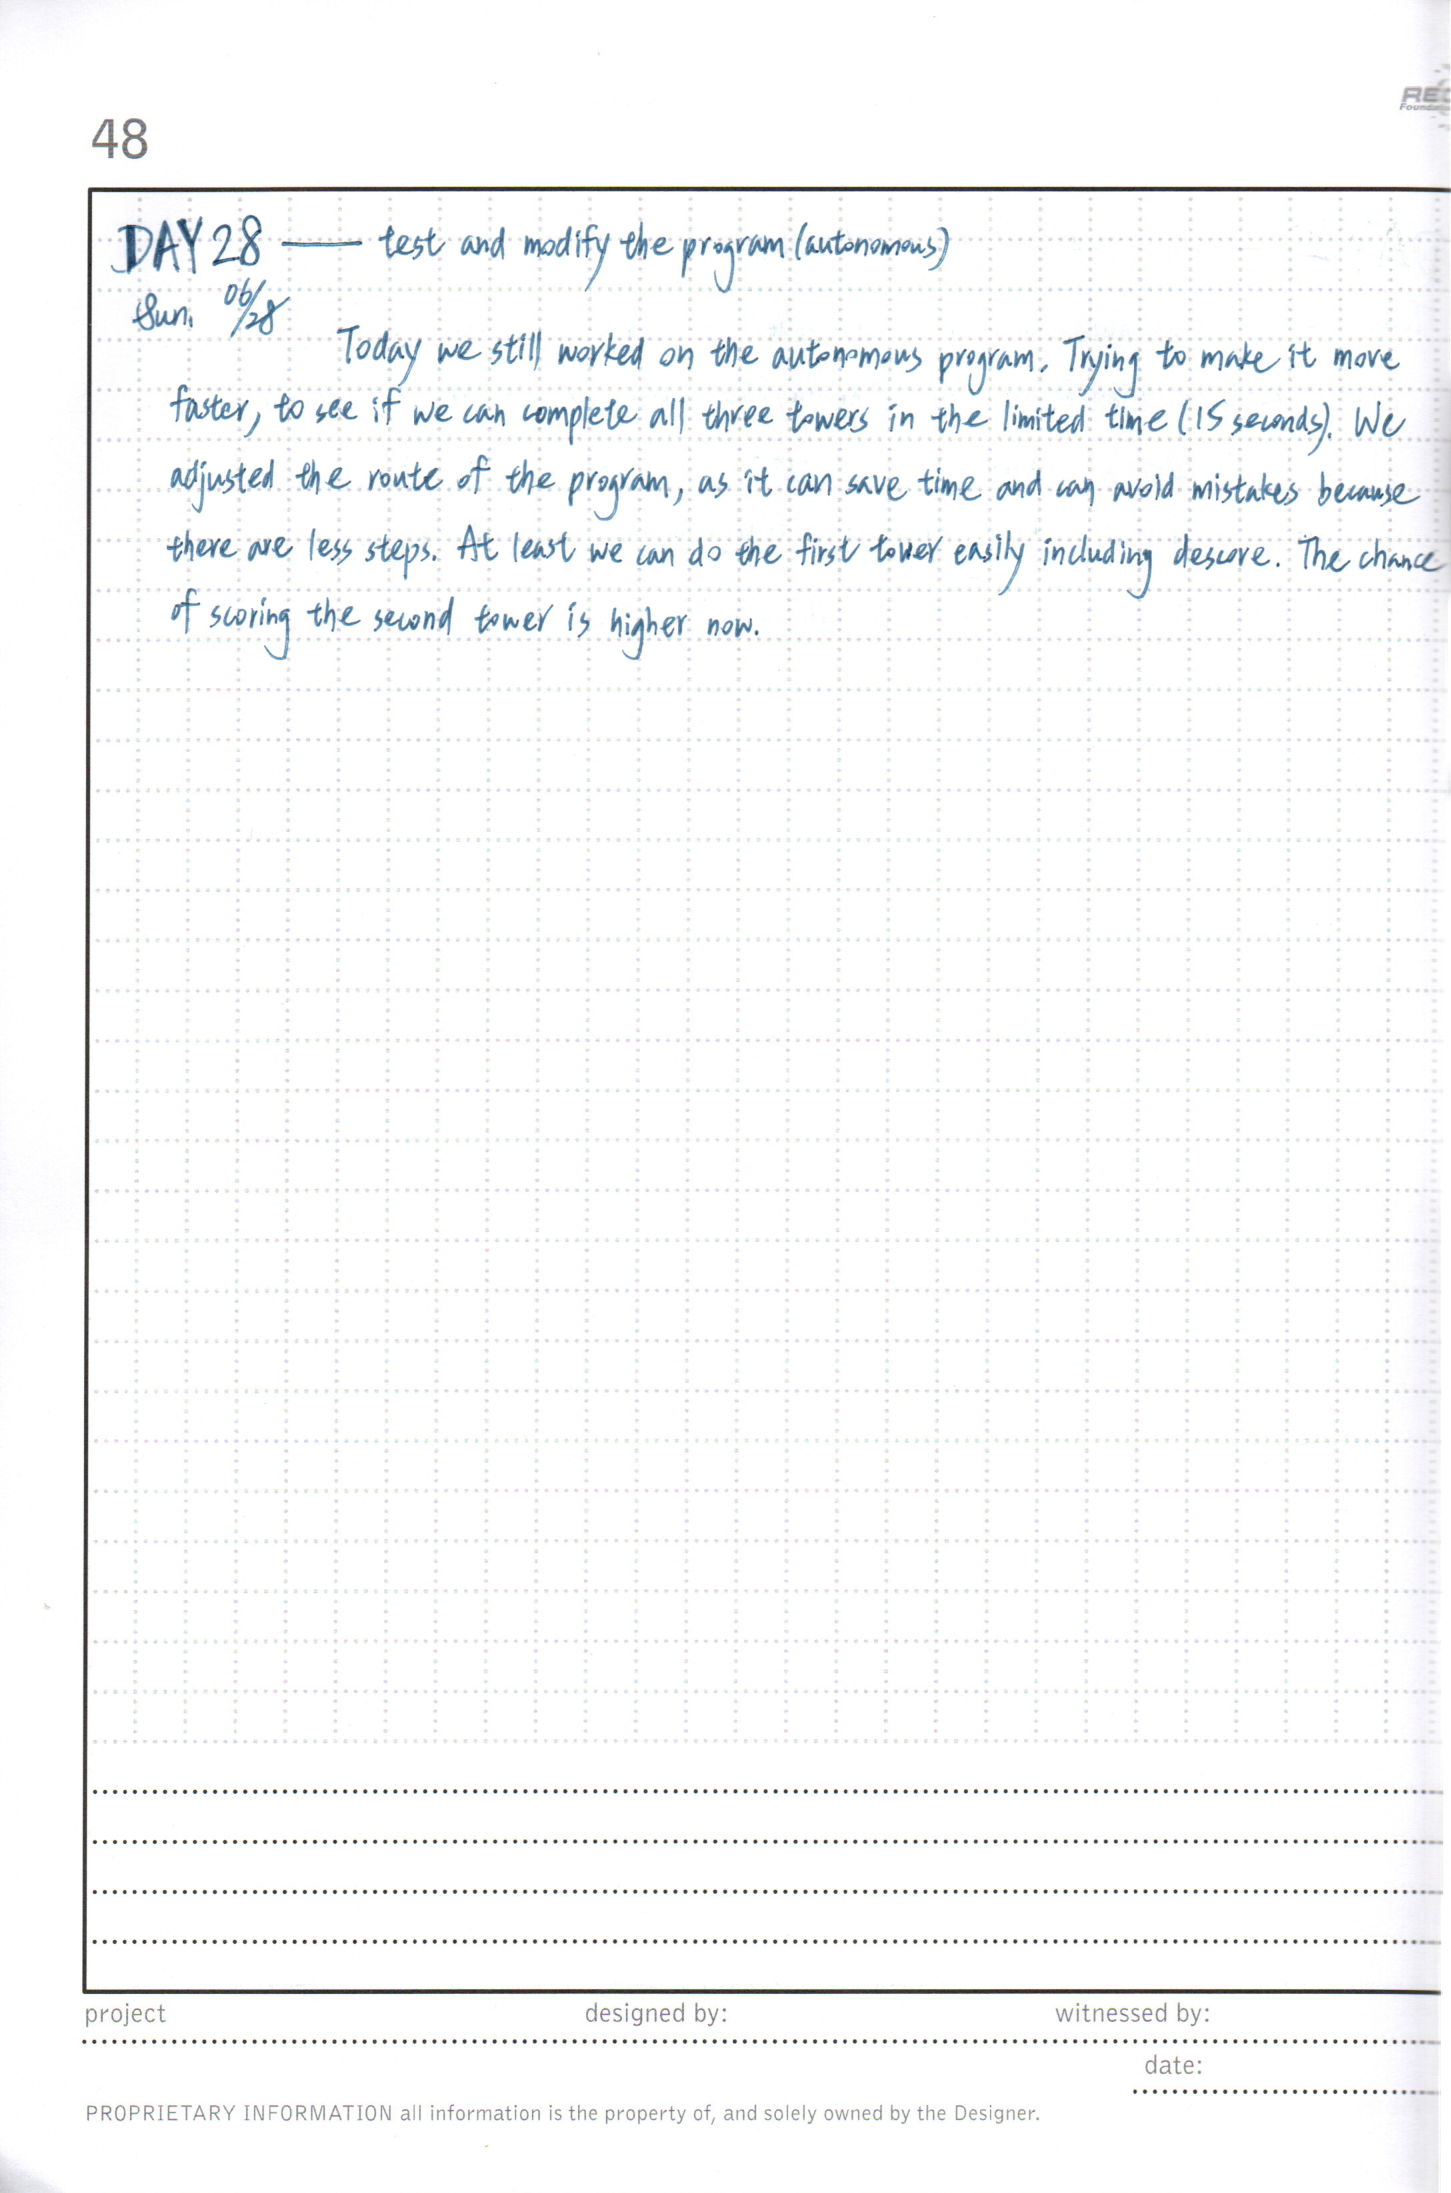 REC
Foundation
48
DAY 28 —— test and modify the program (autonomous)
Sun. 06/28
Today we still worked on the autonomous program. Trying to make it move
faster, to see if we can complete all three towers in the limited time (15 seconds). We
adjusted the route of the program, as it can save time and can avoid mistakes because
there are less steps. At least we can do the first tower easily including descore. The chance
of scoring the second tower is higher now.
project designed by: witnessed by:
date:
PROPRIETARY INFORMATION all information is the property of, and solely owned by the Designer.